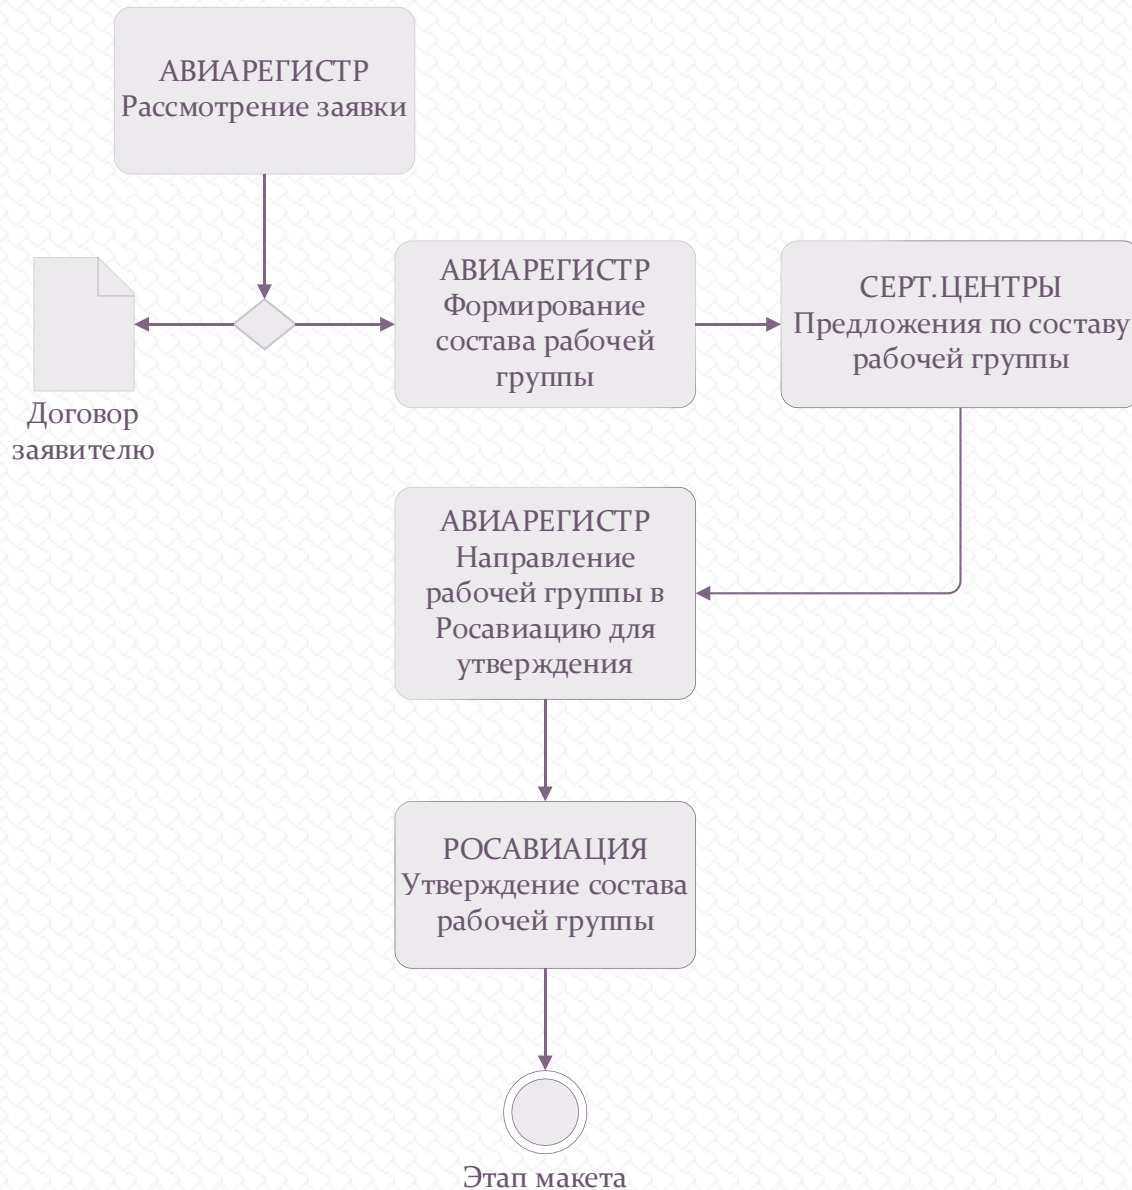 АВИАРЕГИСТР
Рассмотрение заявки
АВИАРЕГИСТР
Формирование
состава рабочей
группы
СЕРТ.ЦЕНТРЫ
Предложения по составу
рабочей группы
Договор
заявителю
АВИАРЕГИСТР
Направление
рабочей группы в
Росавиацию для
утверждения
РОСАВИАЦИЯ
Утверждение состава
рабочей группы
Этап макета